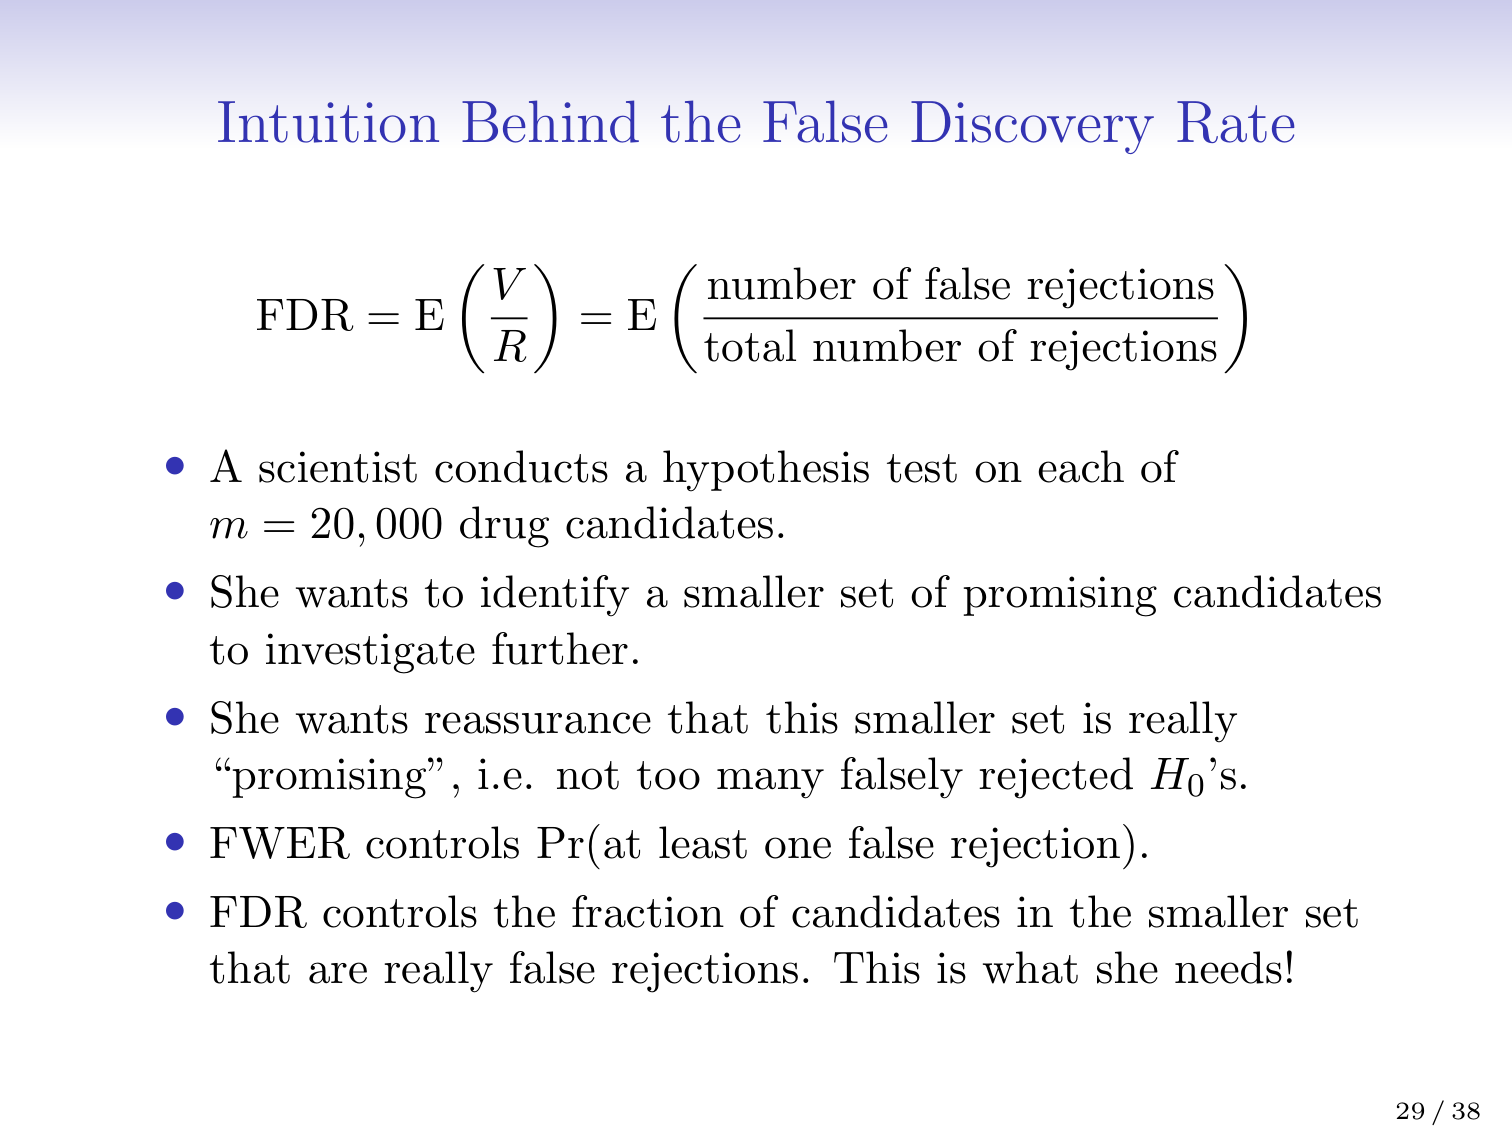 Intuition Behind the False Discovery Rate
FDR = E(V/R) = E(number of false rejections/total number of rejections)
• A scientist conducts a hypothesis test on each of
m = 20,000 drug candidates.
• She wants to identify a smaller set of promising candidates
to investigate further.
• She wants reassurance that this smaller set is really
“promising”, i.e. not too many falsely rejected H₀’s.
• FWER controls Pr(at least one false rejection).
• FDR controls the fraction of candidates in the smaller set
that are really false rejections. This is what she needs!
29 / 38